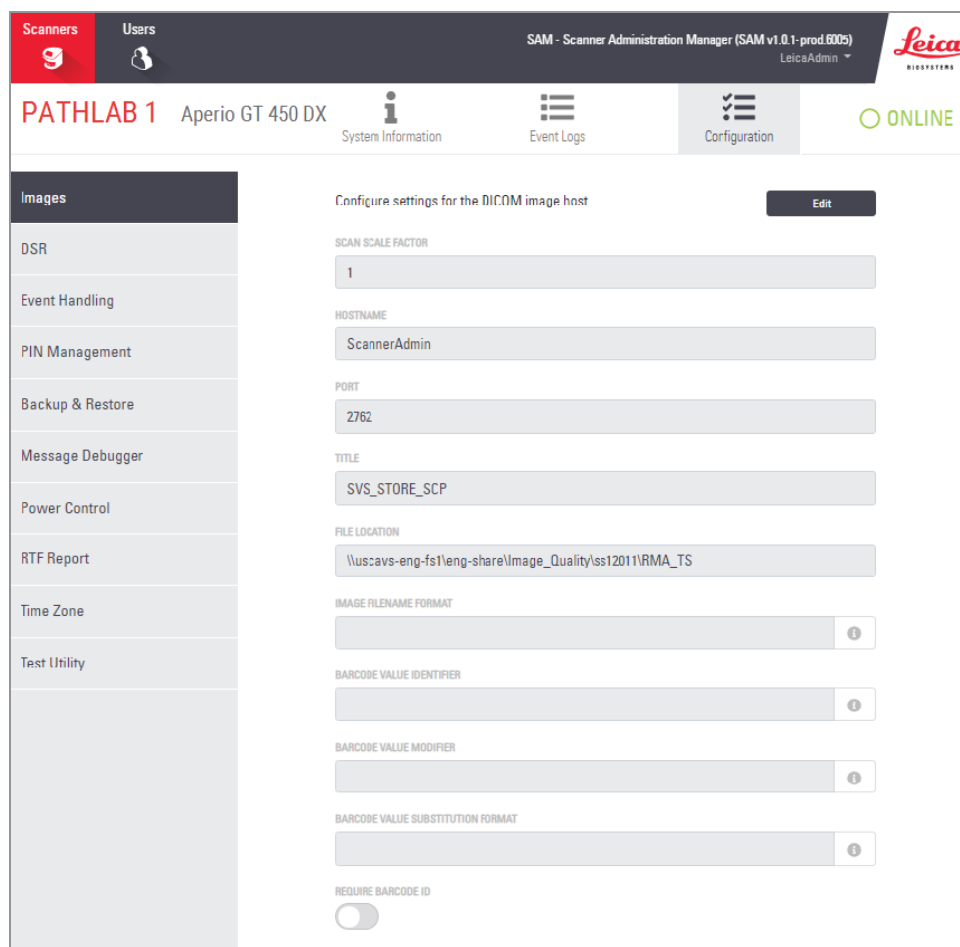 Scanners
Users
SAM - Scanner Administration Manager (SAM v1.0.1-prod.6005)
LeicaAdmin
Leica
BIOSYSTEMS
PATHLAB 1
Aperio GT 450 DX
System Information
Event Logs
Configuration
ONLINE
Images
DSR
Event Handling
PIN Management
Backup & Restore
Message Debugger
Power Control
RTF Report
Time Zone
Test Utility
Configure settings for the DICOM image host
Edit
SCAN SCALE FACTOR
1
HOSTNAME
ScannerAdmin
PORT
2762
TITLE
SVS_STORE_SCP
FILE LOCATION
\\uscavs-eng-fs1\eng-share\Image_Quality\ss12011\RMA_TS
IMAGE FILENAME FORMAT
BARCODE VALUE IDENTIFIER
BARCODE VALUE MODIFIER
BARCODE VALUE SUBSTITUTION FORMAT
REQUIRE BARCODE ID